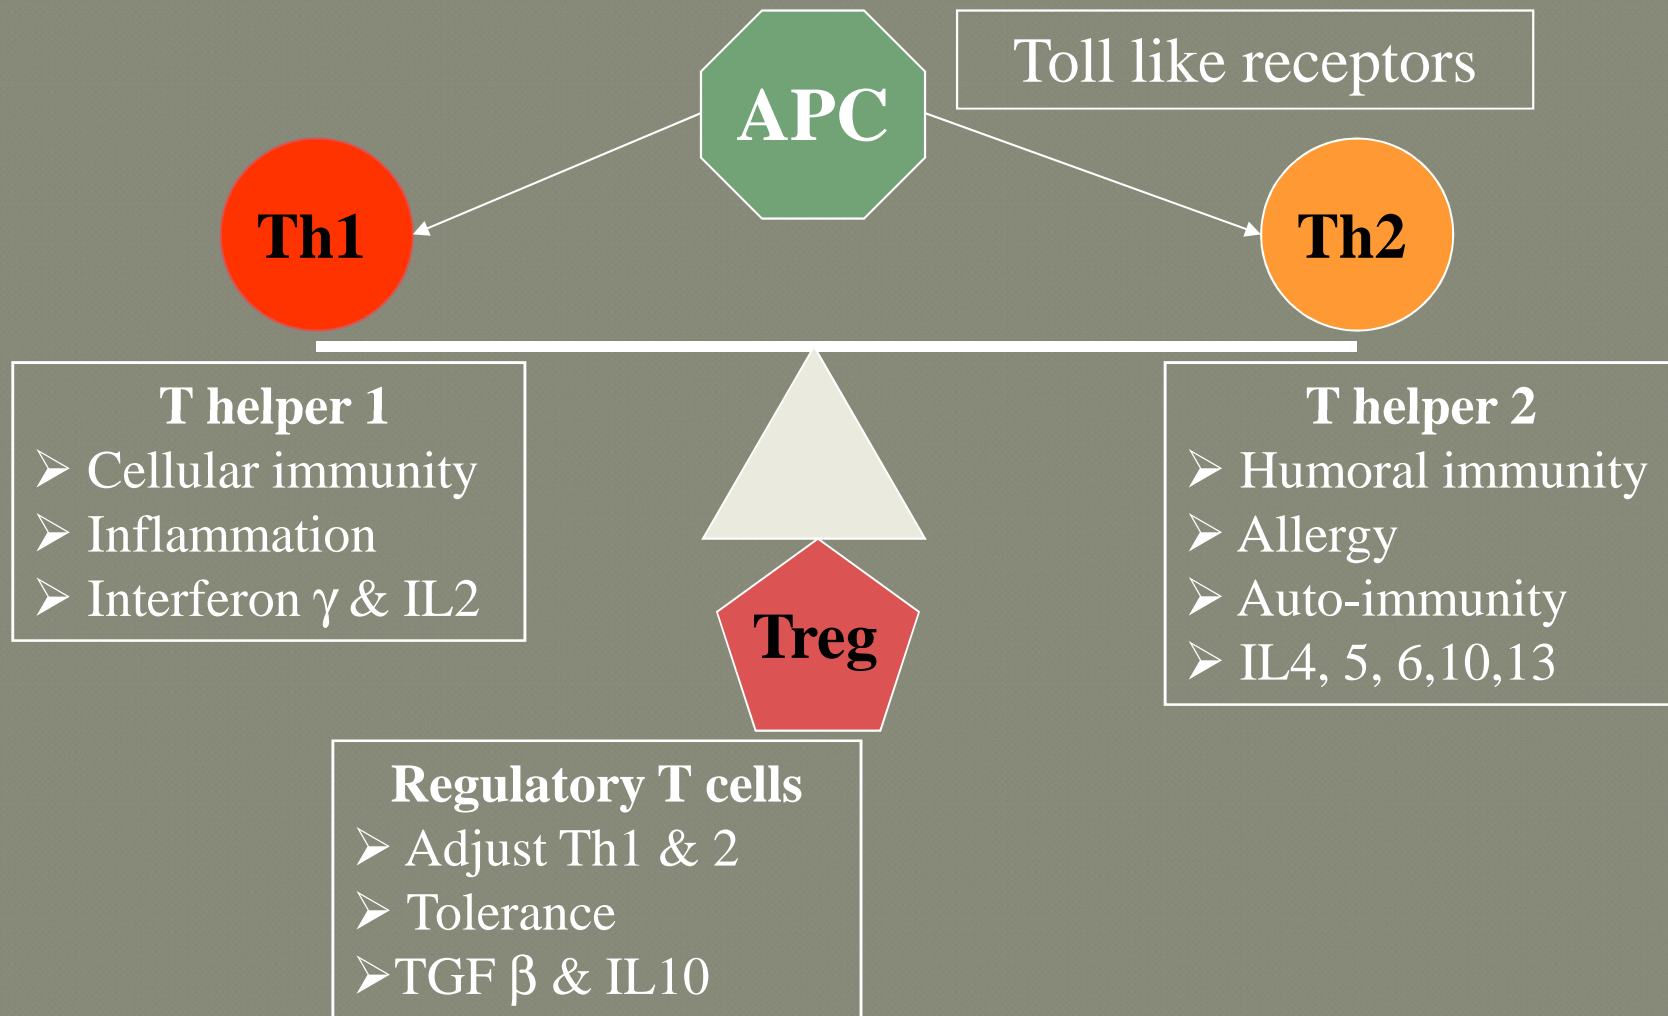 APC
Toll like receptors
Th1
Th2
T helper 1
➢ Cellular immunity
➢ Inflammation
➢ Interferon γ & IL2
T helper 2
➢ Humoral immunity
➢ Allergy
➢ Auto-immunity
➢ IL4, 5, 6,10,13
Treg
Regulatory T cells
➢ Adjust Th1 & 2
➢ Tolerance
➢TGF β & IL10